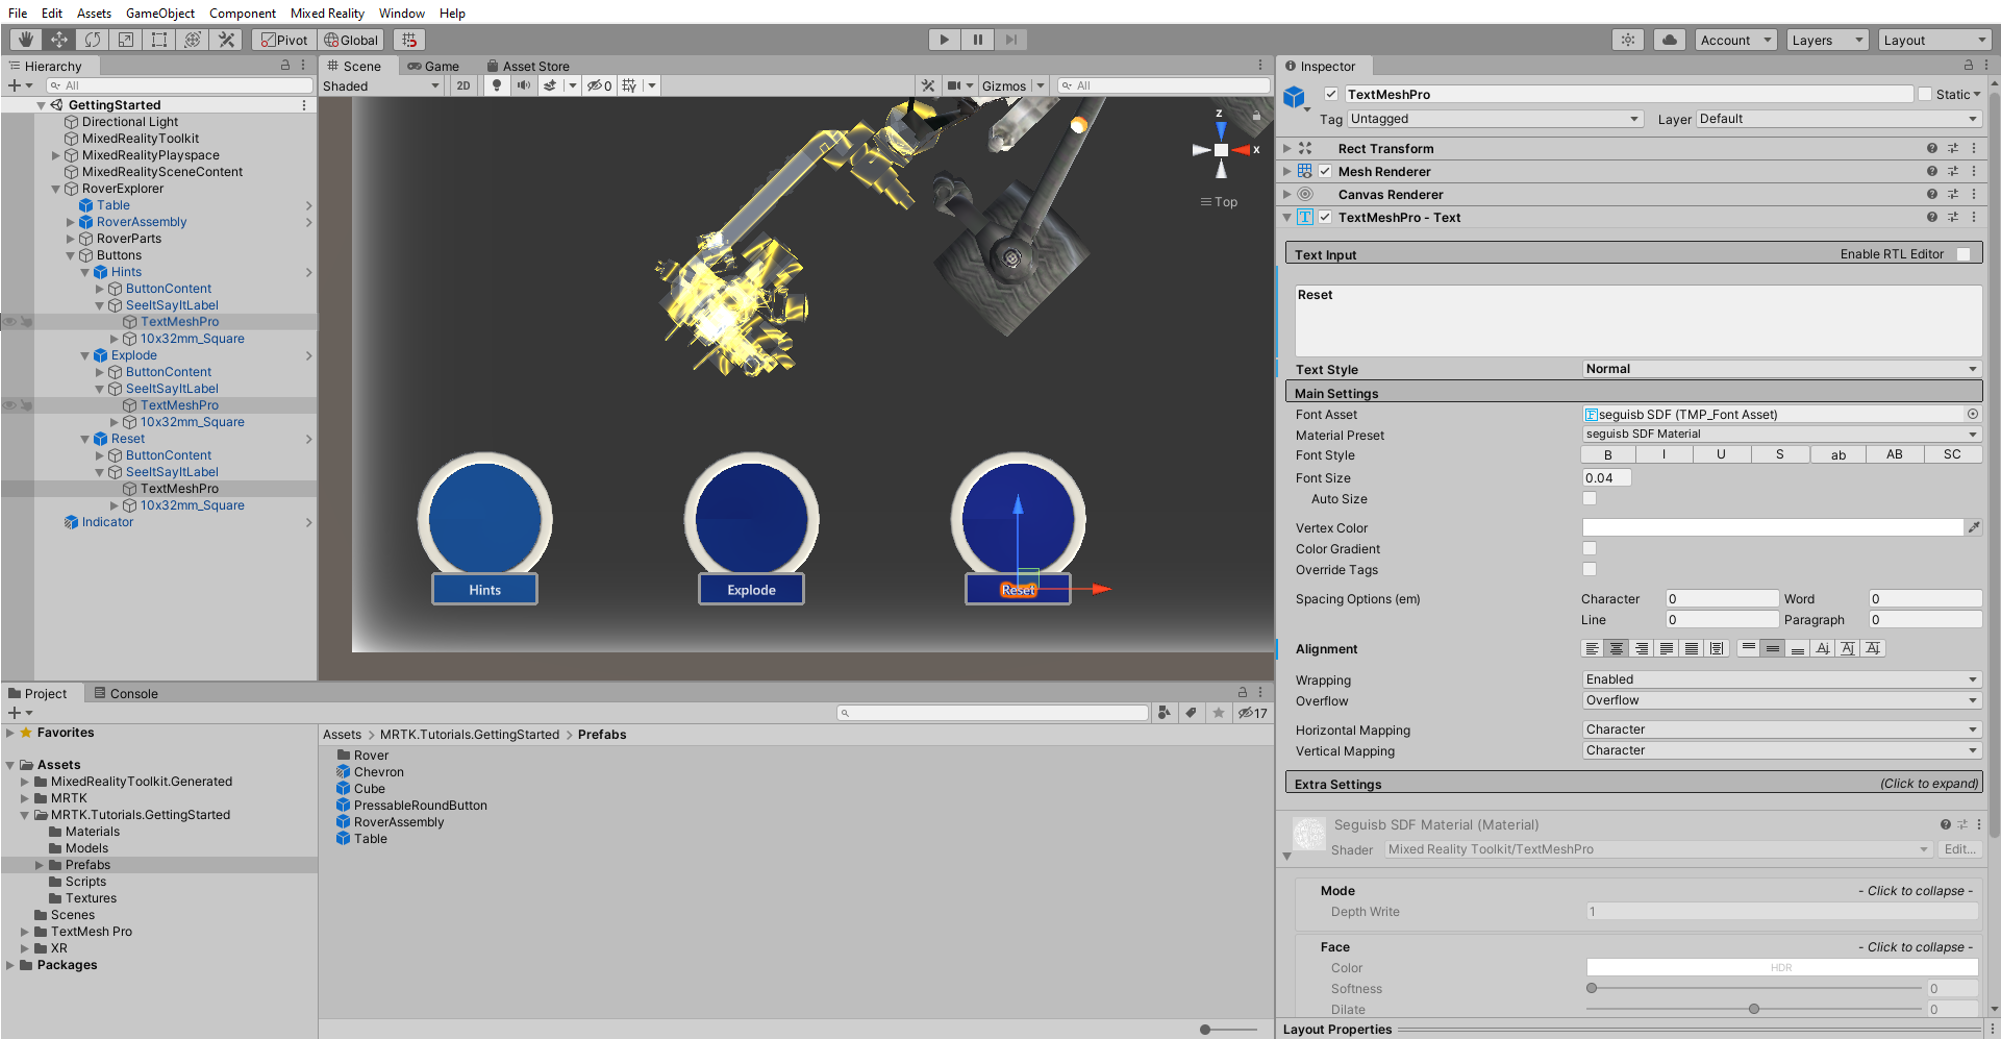 File Edit Assets GameObject Component Mixed Reality Window Help
Pivot Global Account Layers Layout
Hierarchy
All
GettingStarted
Directional Light
MixedRealityToolkit
MixedRealityPlayspace
MixedRealitySceneContent
RoverExplorer
Table
RoverAssembly
RoverParts
Buttons
Hints
ButtonContent
SeeItSayItLabel
TextMeshPro
10x32mm_Square
Explode
ButtonContent
SeeItSayItLabel
TextMeshPro
10x32mm_Square
Reset
ButtonContent
SeeItSayItLabel
TextMeshPro
10x32mm_Square
Indicator
Scene Game Asset Store
Shaded 2D 0 Gizmos All
z
x
Top
Hints Explode Reset
Project Console
17
Favorites
Assets
MixedRealityToolkit.Generated
MRTK
MRTK.Tutorials.GettingStarted
Materials
Models
Prefabs
Scripts
Textures
Scenes
TextMesh Pro
XR
Packages
Assets > MRTK.Tutorials.GettingStarted > Prefabs
Rover
Chevron
Cube
PressableRoundButton
RoverAssembly
Table
Inspector
TextMeshPro Static
Tag Untagged Layer Default
Rect Transform
Mesh Renderer
Canvas Renderer
TextMeshPro - Text
Text Input Enable RTL Editor
Reset
Text Style Normal
Main Settings
Font Asset seguisb SDF (TMP_Font Asset)
Material Preset seguisb SDF Material
Font Style B I U S ab AB SC
Font Size 0.04
Auto Size
Vertex Color
Color Gradient
Override Tags
Spacing Options (em) Character 0 Word 0
Line 0 Paragraph 0
Alignment
Wrapping Enabled
Overflow Overflow
Horizontal Mapping Character
Vertical Mapping Character
Extra Settings (Click to expand)
Seguisb SDF Material (Material)
Shader Mixed Reality Toolkit/TextMeshPro Edit...
Mode - Click to collapse -
Depth Write 1
Face - Click to collapse -
Color HDR
Softness 0
Dilate 0
Layout Properties